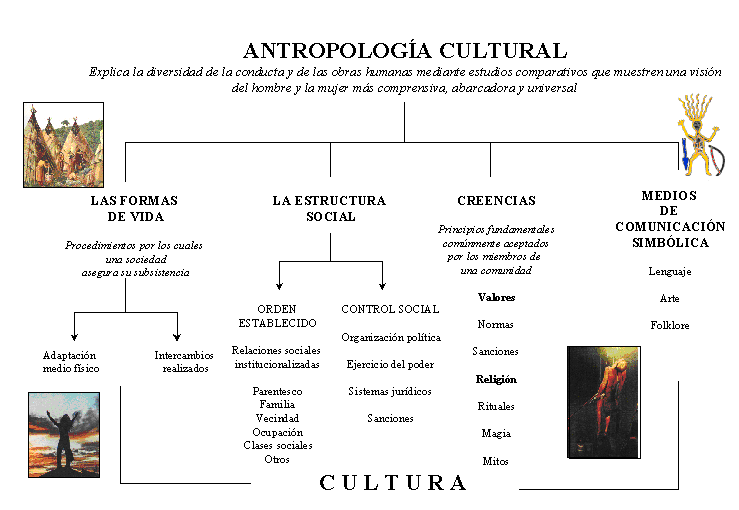 ANTROPOLOGÍA CULTURAL
Explica la diversidad de la conducta y de las obras humanas mediante estudios comparativos que muestren una visión
del hombre y la mujer más comprensiva, abarcadora y universal
LAS FORMAS
DE VIDA
Procedimientos por los cuales
una sociedad
asegura su subsistencia
Adaptación
medio físico
Intercambios
realizados
LA ESTRUCTURA
SOCIAL
ORDEN
ESTABLECIDO
Relaciones sociales
institucionalizadas
Parentesco
Familia
Vecindad
Ocupación
Clases sociales
Otros
CONTROL SOCIAL
Organización política
Ejercicio del poder
Sistemas jurídicos
Sanciones
CREENCIAS
Principios fundamentales
comúnmente aceptados
por los miembros de
una comunidad
Valores
Normas
Sanciones
Religión
Rituales
Magia
Mitos
MEDIOS
DE
COMUNICACIÓN
SIMBÓLICA
Lenguaje
Arte
Folklore
CULTURA